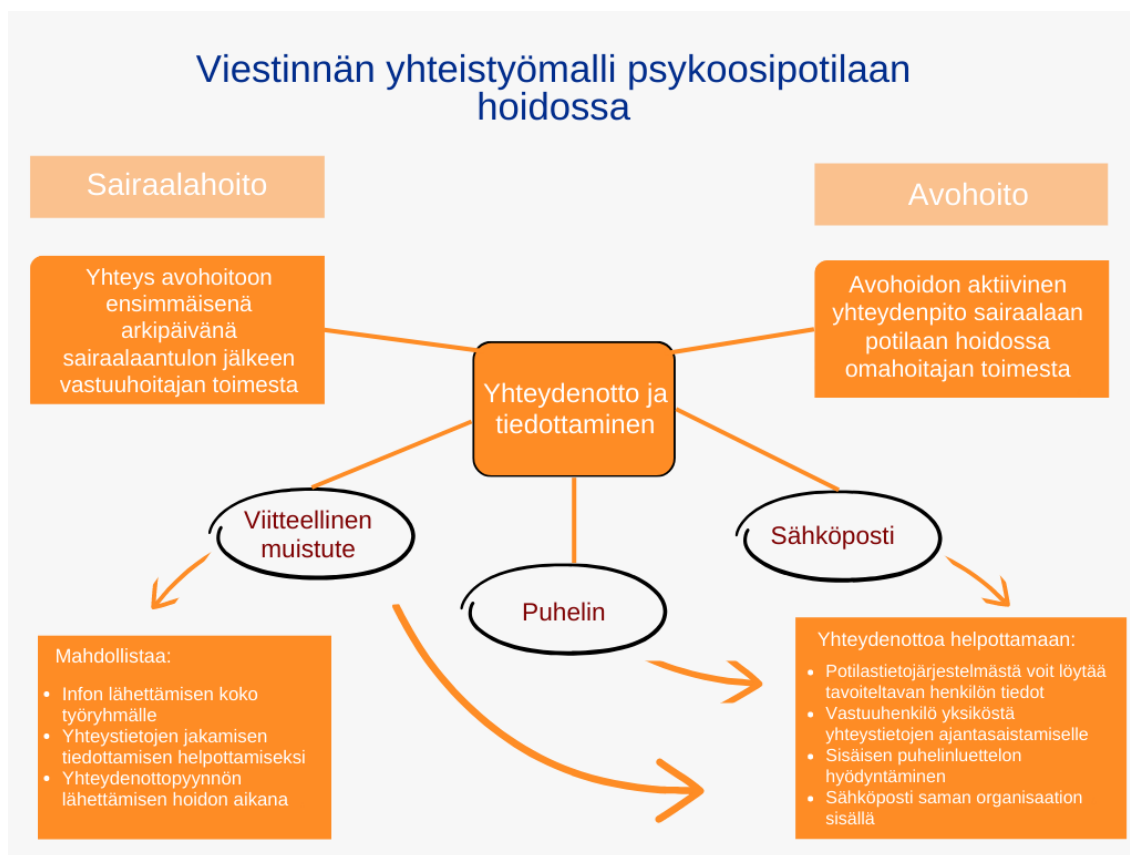 Viestinnän yhteistyömalli psykoosipotilaan
hoidossa
Sairaalahoito
Avohoito
Yhteys avohoitoon
ensimmäisenä
arkipäivänä
sairaalaantulon jälkeen
vastuuhoitajan toimesta
Avohoidon aktiivinen
yhteydenpito sairaalaan
potilaan hoidossa
omahoitajan toimesta
Yhteydenotto ja
tiedottaminen
Viitteellinen
muistute
Puhelin
Sähköposti
Mahdollistaa:
• Infon lähettämisen koko
työryhmälle
• Yhteystietojen jakamisen
tiedottamisen helpottamiseksi
• Yhteydenottopyynnön
lähettämisen hoidon aikana
Yhteydenottoa helpottamaan:
• Potilastietojärjestelmästä voit löytää
tavoiteltavan henkilön tiedot
• Vastuuhenkilö yksiköstä
yhteystietojen ajantasaistamiselle
• Sisäisen puhelinluettelon
hyödyntäminen
• Sähköposti saman organisaation
sisällä